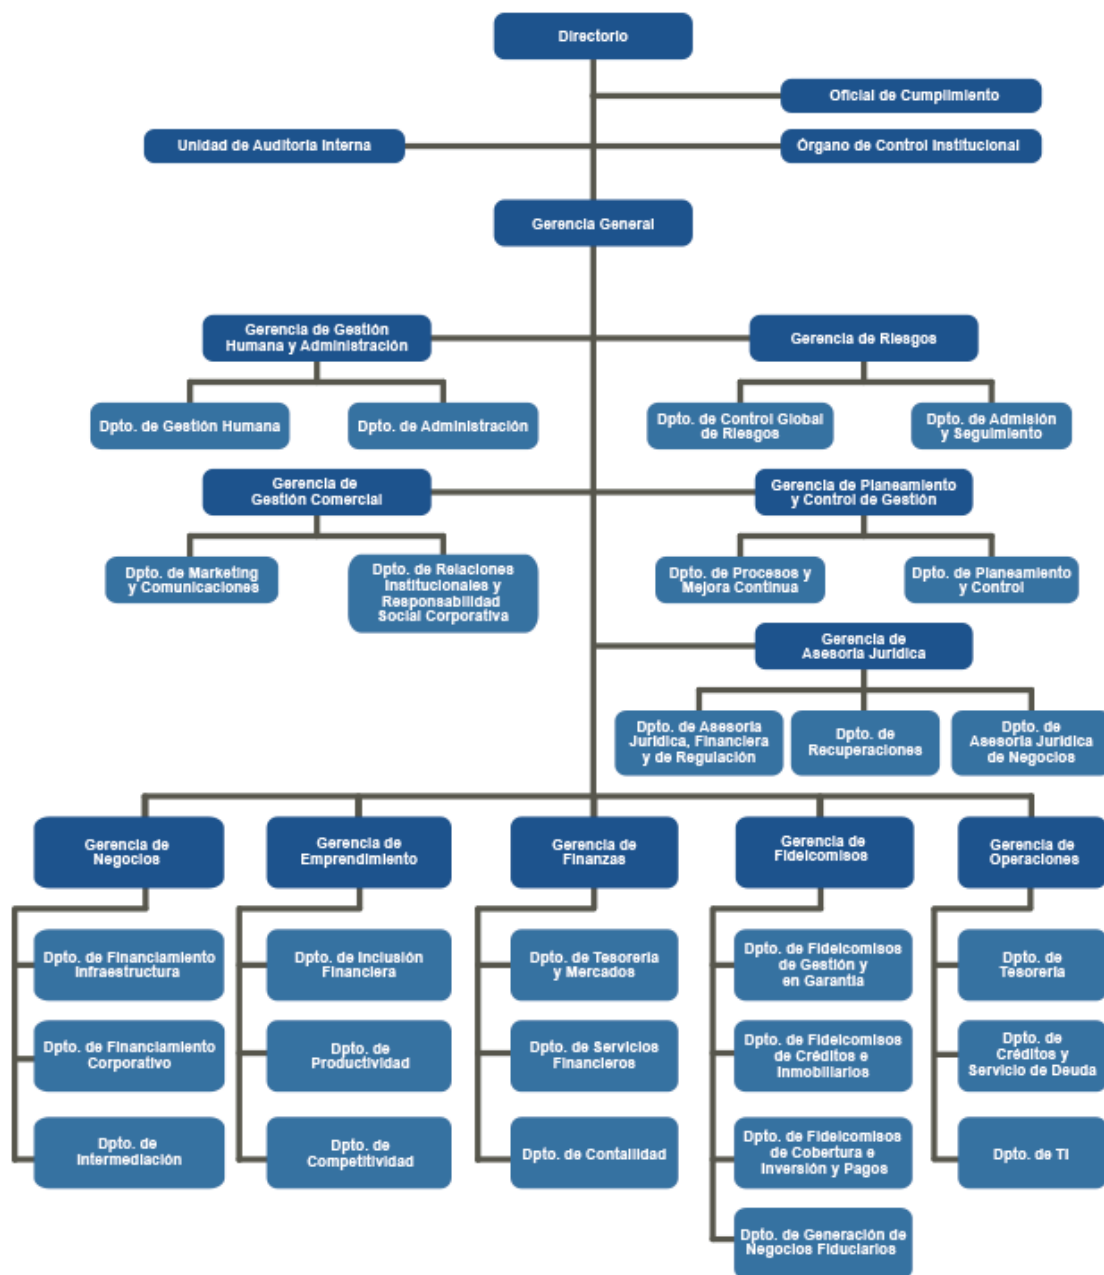 Directorio
Oficial de Cumplimiento
Unidad de Auditoria Interna
Órgano de Control Institucional
Gerencia General
Gerencia de Gestión
Humana y Administración
Gerencia de Riesgos
Dpto. de Gestión Humana
Dpto. de Administración
Dpto. de Control Global
de Riesgos
Dpto. de Admisión
y Seguimiento
Gerencia de
Gestión Comercial
Gerencia de Planeamiento
y Control de Gestión
Dpto. de Marketing
y Comunicaciones
Dpto. de Relaciones
Institucionales y
Responsabilidad
Social Corporativa
Dpto. de Procesos y
Mejora Continua
Dpto. de Planeamiento
y Control
Gerencia de
Asesoría Jurídica
Dpto. de Asesoría
Jurídica, Financiera
y de Regulación
Dpto. de
Recuperaciones
Dpto. de
Asesoría Jurídica
de Negocios
Gerencia de
Negocios
Gerencia de
Emprendimiento
Gerencia de
Finanzas
Gerencia de
Fideicomisos
Gerencia de
Operaciones
Dpto. de Financiamiento
Infraestructura
Dpto. de Inclusión
Financiera
Dpto. de Tesorería
y Mercados
Dpto. de Fideicomisos
de Gestión y
en Garantía
Dpto. de
Tesorería
Dpto. de Financiamiento
Corporativo
Dpto. de
Productividad
Dpto. de Servicios
Financieros
Dpto. de Fideicomisos
de Créditos e
Inmobiliarios
Dpto. de
Créditos y
Servicio de Deuda
Dpto. de
Intermediación
Dpto. de
Competitividad
Dpto. de Contailidad
Dpto. de Fideicomisos
de Cobertura e
Inversión y Pagos
Dpto. de TI
Dpto. de Generación de
Negocios Fiduciarios